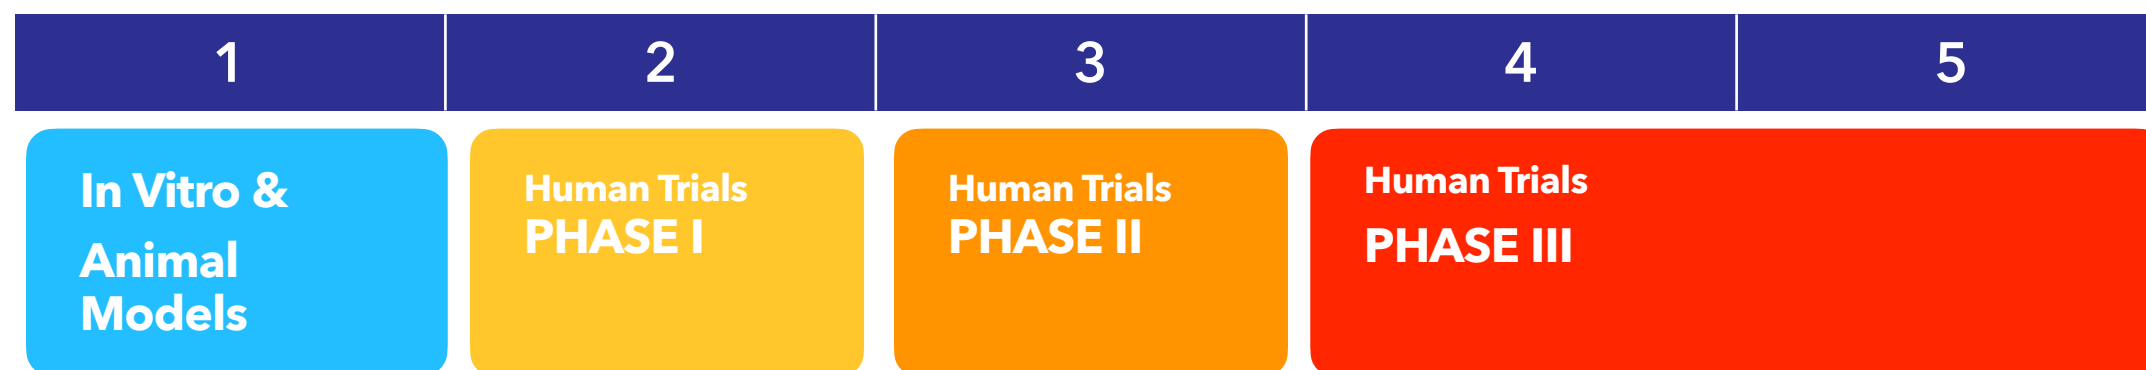 1 2 3 4 5
In Vitro &
Animal
Models
Human Trials
PHASE I
Human Trials
PHASE II
Human Trials
PHASE III